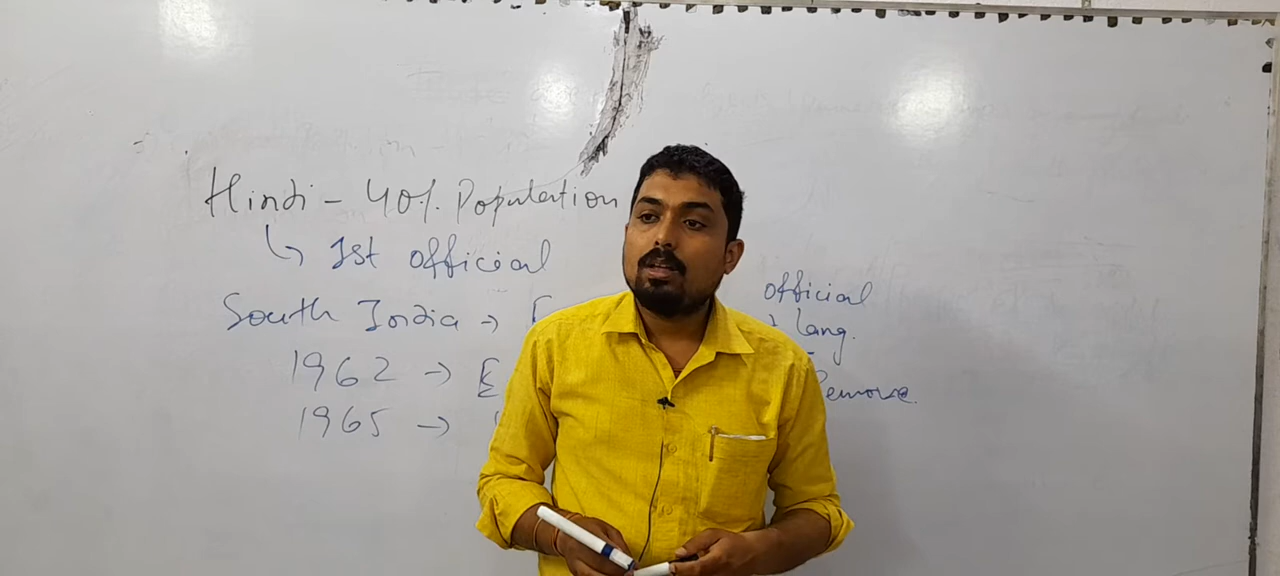 Hindi - 40%. Population
↳ 1st official
South India → E official
lang.
1962 → E Remove.
1965 →